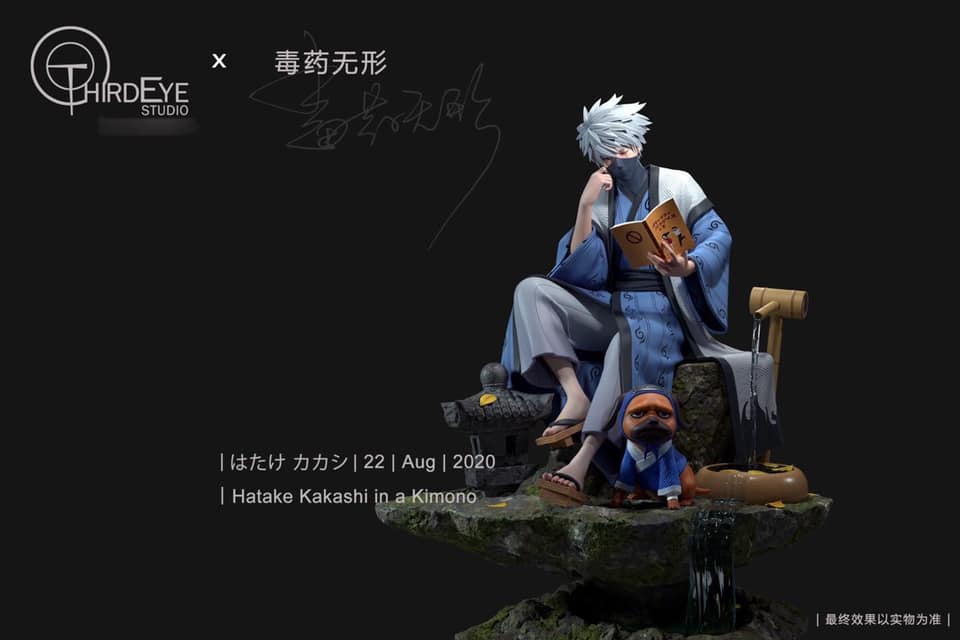 THIRDEYE
STUDIO
x
毒药无形
毒药无形
|はたけ カカシ| 22 | Aug | 2020
| Hatake Kakashi in a Kimono
| 最终效果以实物为准 |